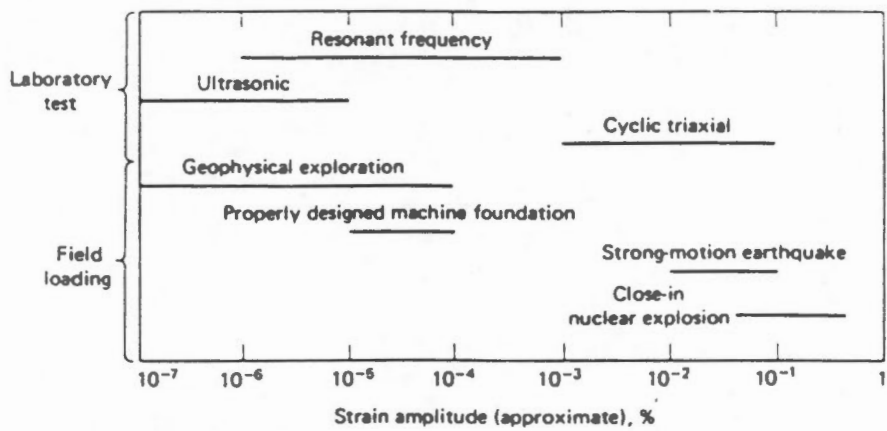 Resonant frequency
Laboratory
test
Ultrasonic
Cyclic triaxial
Geophysical exploration
Properly designed machine foundation
Field
loading
Strong-motion earthquake
Close-in
nuclear explosion
10⁻⁷ 10⁻⁶ 10⁻⁵ 10⁻⁴ 10⁻³ 10⁻² 10⁻¹ 1
Strain amplitude (approximate), %